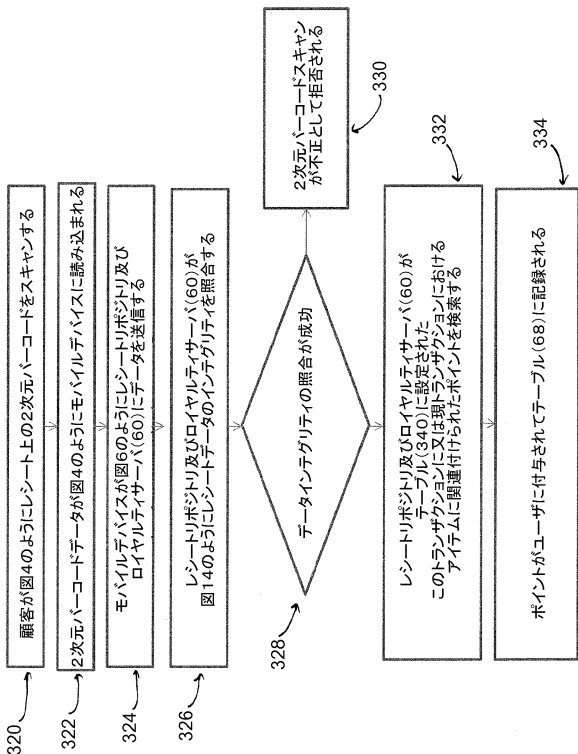 320
顧客が図4のようにレシート上の2次元バーコードをスキャンする
322
2次元バーコードデータが図4のようにモバイルデバイスに読み込まれる
324
モバイルデバイスが図6のようにレシートリポジトリ及び
ロイヤルティサーバ(60)にデータを送信する
326
レシートリポジトリ及びロイヤルティサーバ(60)が
図14のようにレシートデータのインテグリティを照合する
328
データインテグリティの照合が成功
2次元バーコードスキャン
が不正として拒否される
330
レシートリポジトリ及びロイヤルティサーバ(60)が
テーブル(340)に設定された
このトランザクションに又は現トランザクションにおける
アイテムに関連付けられたポイントを検索する
332
ポイントがユーザに付与されてテーブル(68)に記録される
334